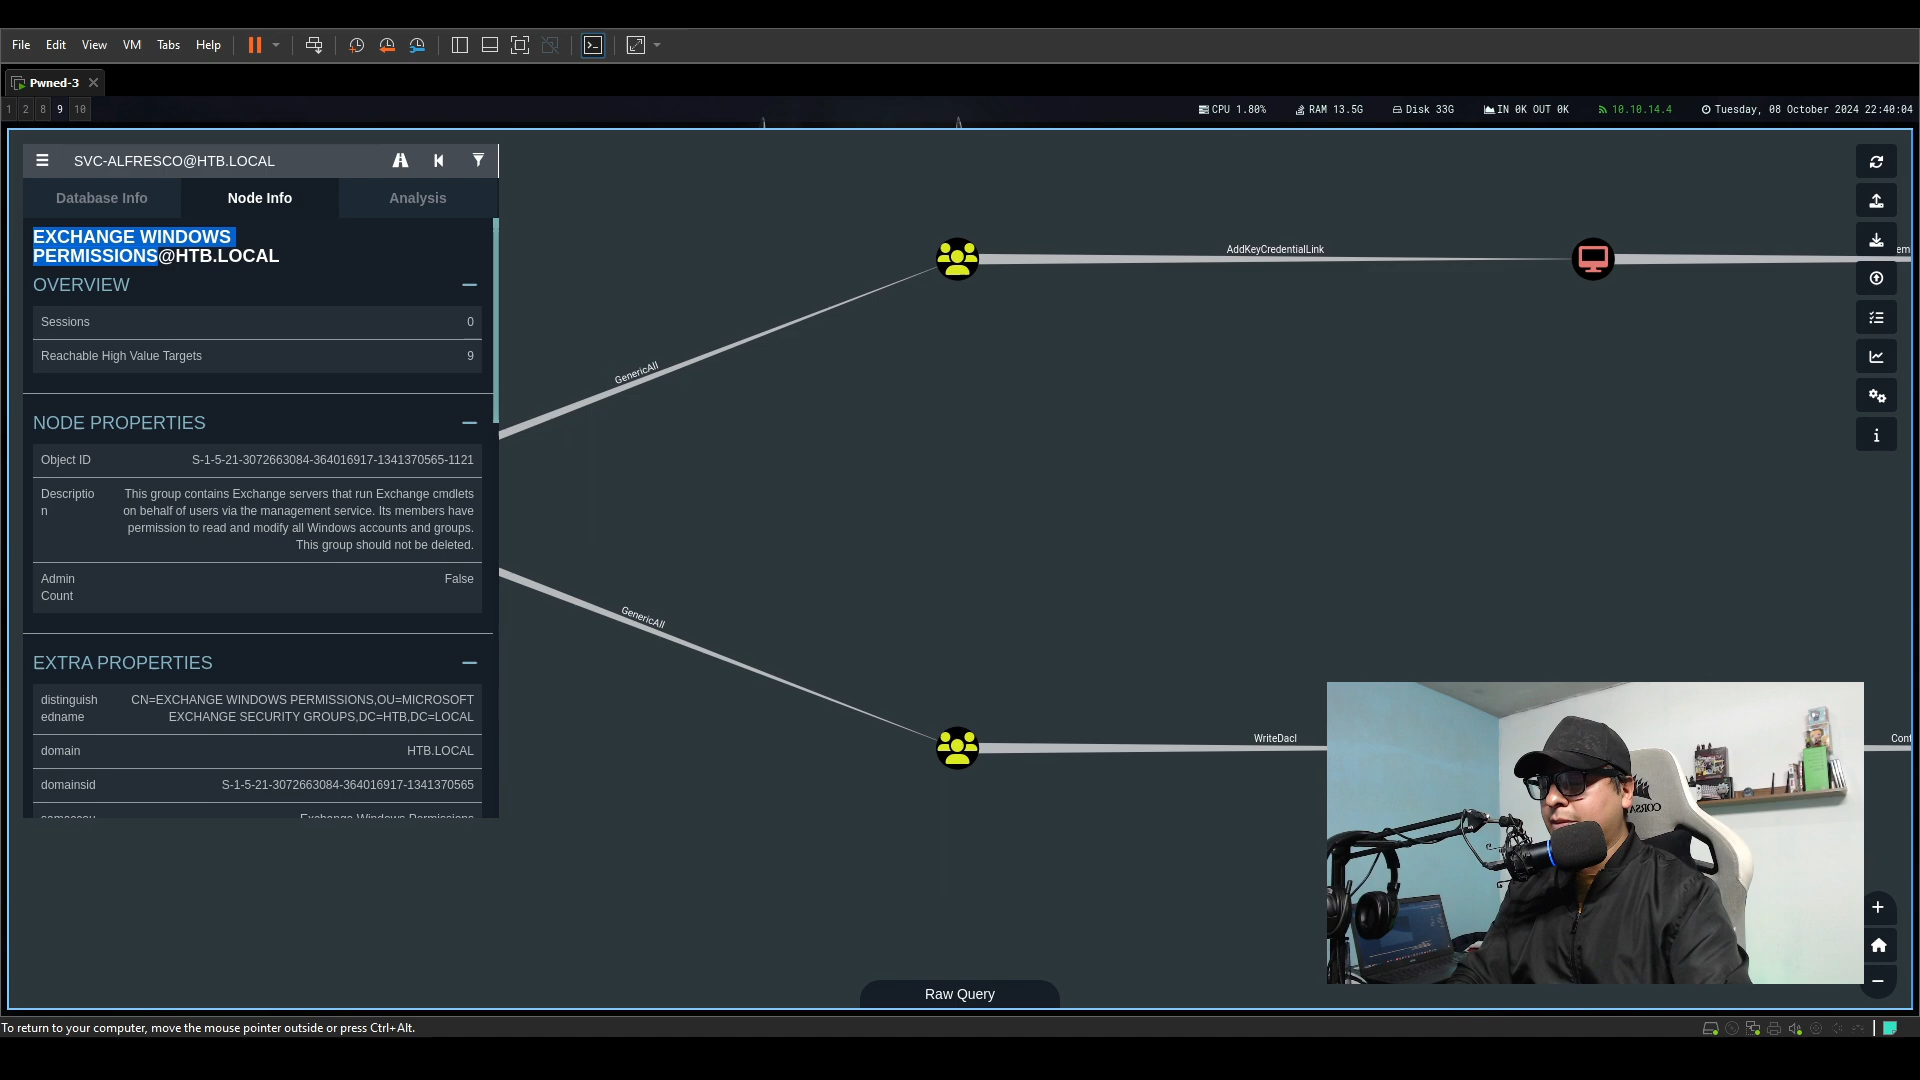 File Edit View VM Tabs Help
Pwned-3
1 2 8 9 10
CPU 1.80% RAM 13.5G Disk 33G IN 0K OUT 0K 10.10.14.4 Tuesday, 08 October 2024 22:40:04
SVC-ALFRESCO@HTB.LOCAL
Database Info Node Info Analysis
EXCHANGE WINDOWS
PERMISSIONS@HTB.LOCAL
OVERVIEW
Sessions 0
Reachable High Value Targets 9
NODE PROPERTIES
Object ID S-1-5-21-3072663084-364016917-1341370565-1121
Descriptio This group contains Exchange servers that run Exchange cmdlets
n on behalf of users via the management service. Its members have
permission to read and modify all Windows accounts and groups.
This group should not be deleted.
Admin False
Count
EXTRA PROPERTIES
distinguish CN=EXCHANGE WINDOWS PERMISSIONS,OU=MICROSOFT
edname EXCHANGE SECURITY GROUPS,DC=HTB,DC=LOCAL
domain HTB.LOCAL
domainsid S-1-5-21-3072663084-364016917-1341370565
Exchange Windows Permissions
AddKeyCredentialLink
em
GenericAll
GenericAll
WriteDacl
Cont
Raw Query
To return to your computer, move the mouse pointer outside or press Ctrl+Alt.